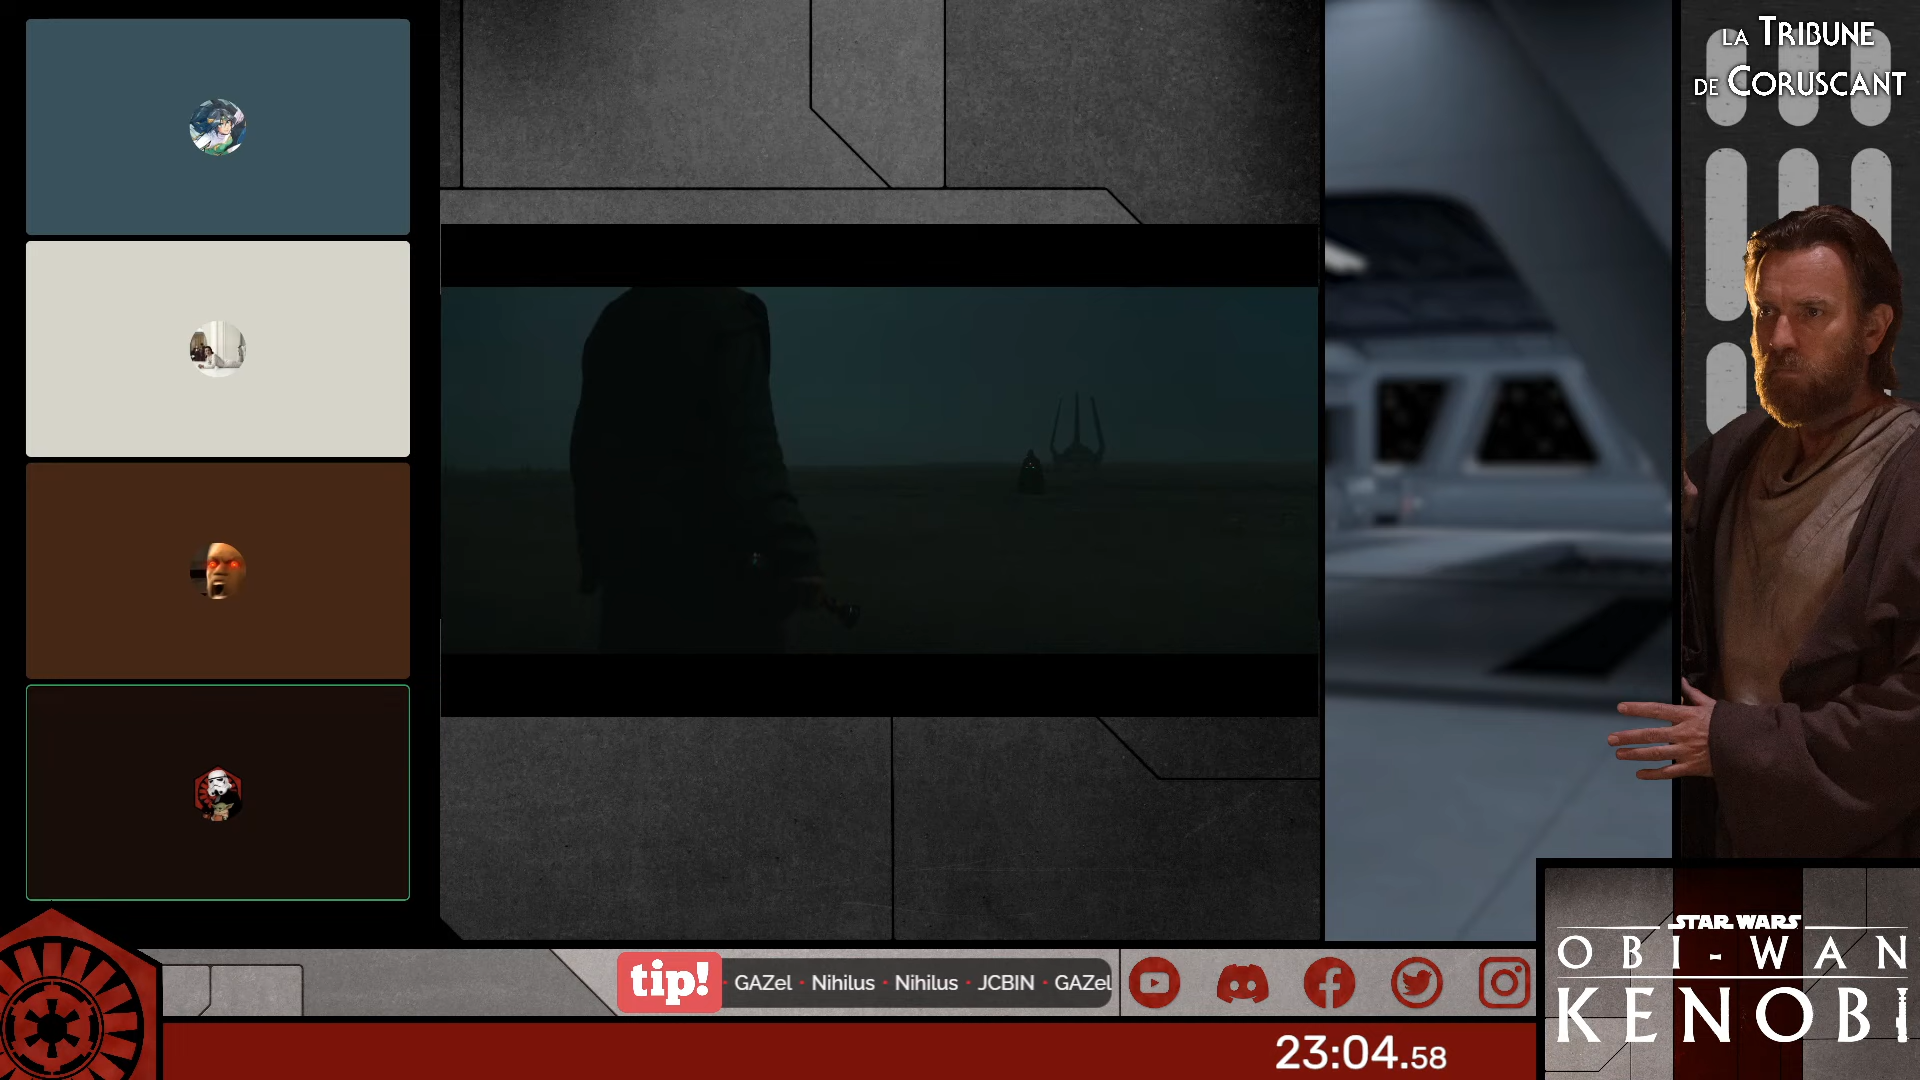 LA TRIBUNE
DE CORUSCANT
tip! • GAZel • Nihilus • Nihilus • JCBIN • GAZel
STAR WARS
OBI-WAN
KENOBI
23:04.58